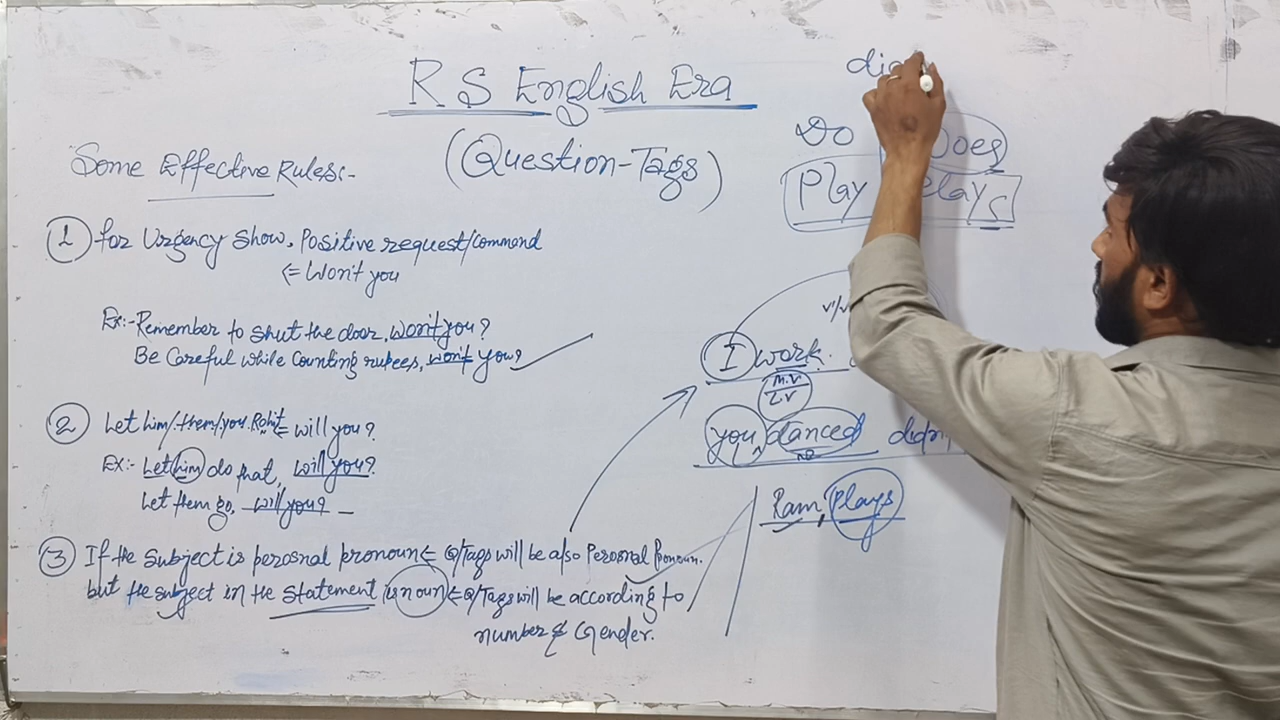 R S English Era
(Question-Tags)
Some Effective Rules:-
1 for Urgency show, Positive request/Command
<= Won't you
Ex:- Remember to shut the door, won't you?
Be Careful while Counting rupees, won't you?
2 Let him/them/you.Rohit <= will you?
Ex:- Let him do that, will you?
Let them go, will you?
3 If the Subject is perosnal pronoun <= Q/Tags will be also Perosnal Pronoun.
but the subject in the statement is noun <= Q/Tags will be according to
number & Gender.
Do Does
Play Plays
I work.
M.V
you danced
Ram, Plays